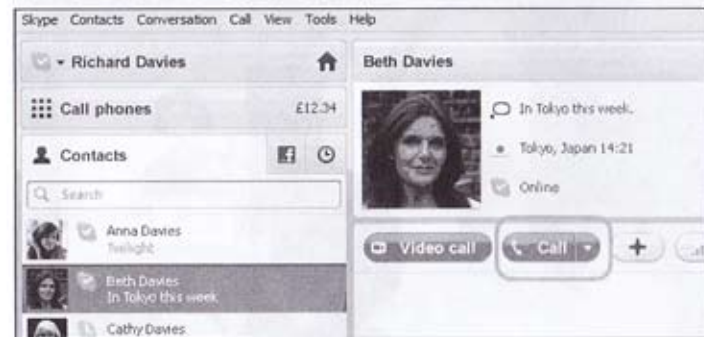 Skype Contacts Conversation Call View Tools Help
Richard Davies
Call phones £12.34
Contacts
Search
Anna Davies
Twilight
Beth Davies
In Tokyo this week
Cathy Davies
Beth Davies
In Tokyo this week.
Tokyo, Japan 14:21
Online
Video call Call